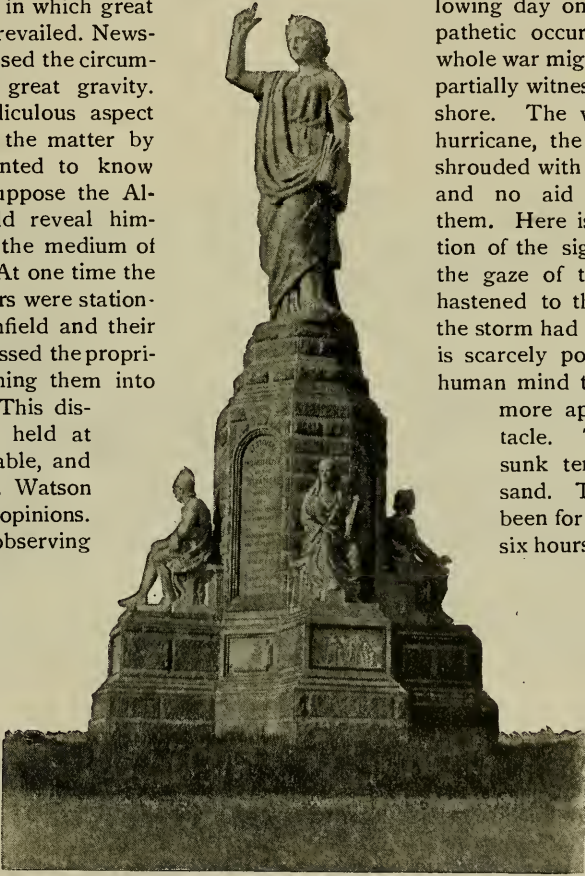 in which great
revailed. News-
sed the circum-
great gravity.
diculous aspect
the matter by
nted to know
uppose the Al-
ld reveal him-
the medium of
At one time the
rs were station-
nfield and their
ssed the propri-
ning them into
This dis-
held at
able, and
. Watson
opinions.
observing
lowing day on
pathetic occur
whole war mig
partially witnes
shore. The v
hurricane, the
shrouded with
and no aid
them. Here is
tion of the sig
the gaze of t
hastened to th
the storm had
is scarcely po
human mind t
more ap
tacle.
sunk ter
sand. T
been for
six hours